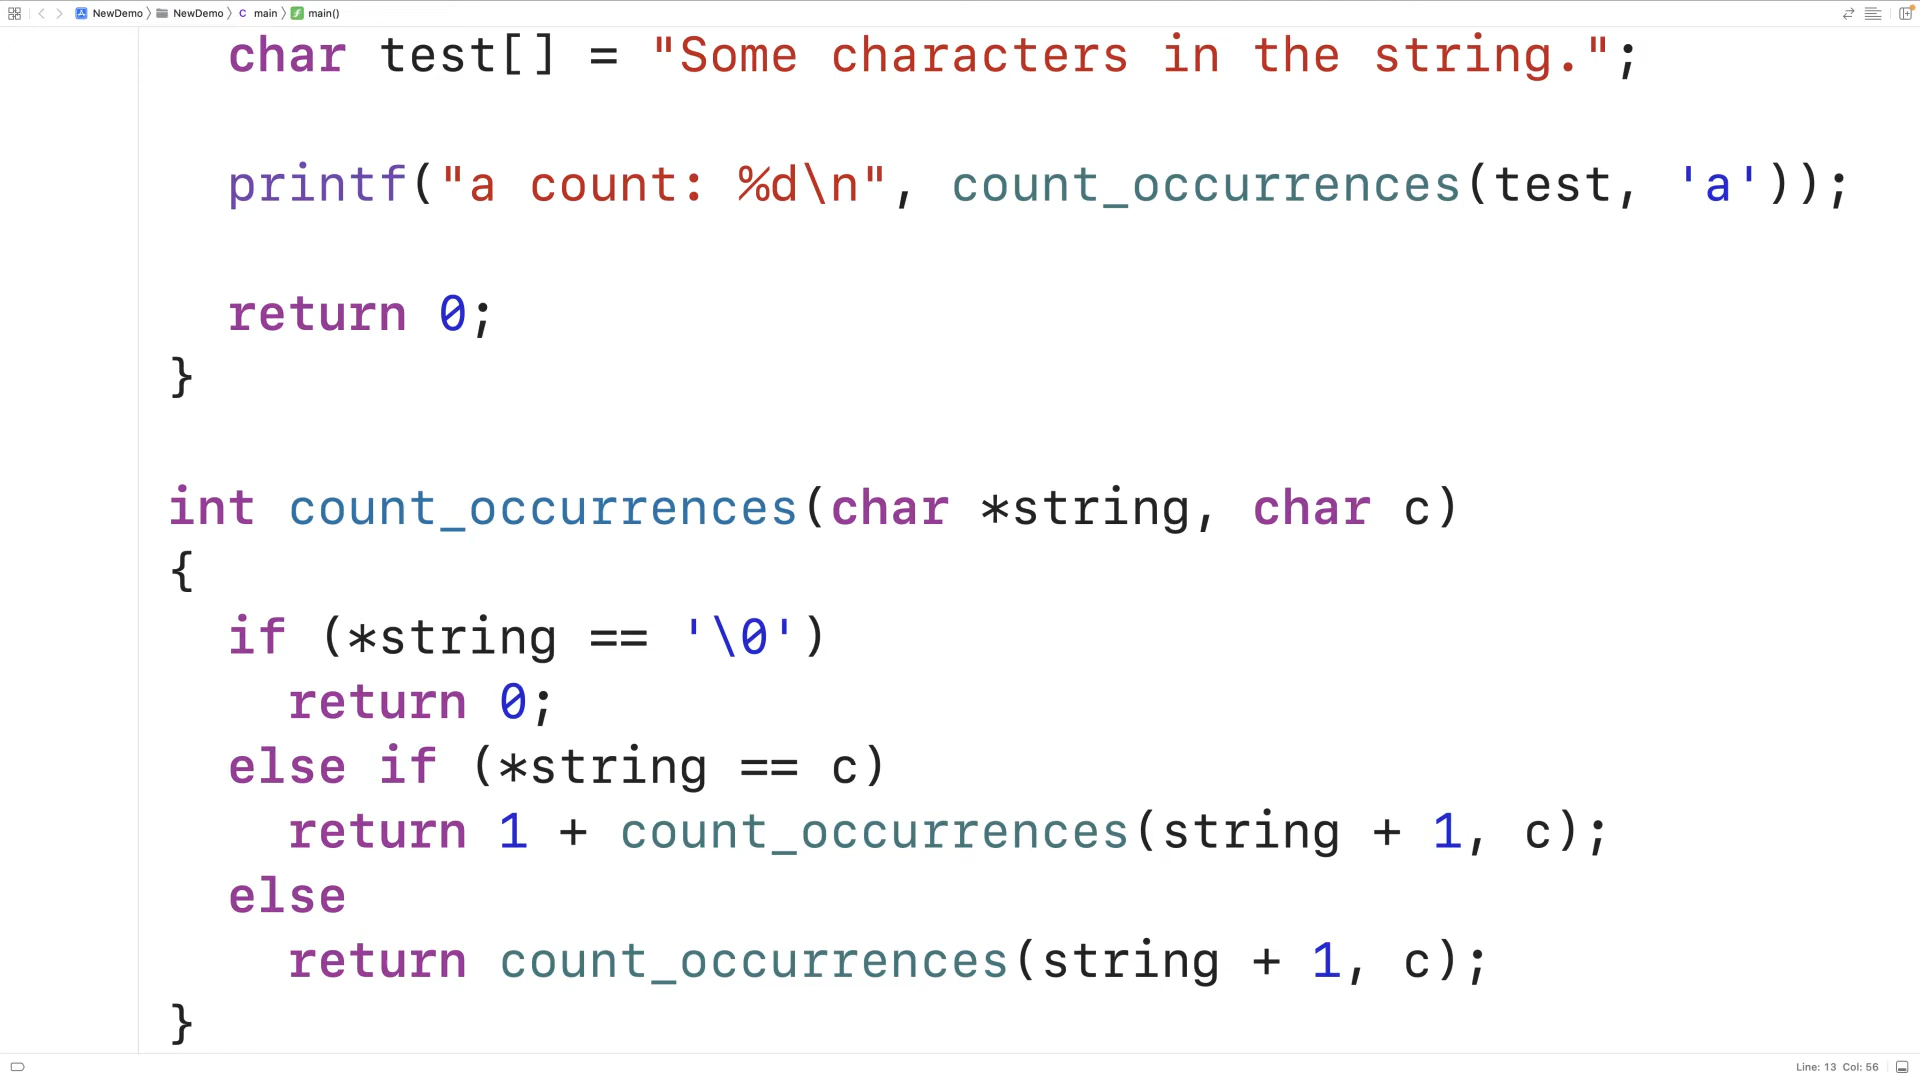 NewDemo 〉 NewDemo 〉 C main 〉 f main()
char test[] = "Some characters in the string.";
printf("a count: %d\n", count_occurrences(test, 'a'));
return 0;
}
int count_occurrences(char *string, char c)
{
if (*string == '\0')
return 0;
else if (*string == c)
return 1 + count_occurrences(string + 1, c);
else
return count_occurrences(string + 1, c);
}
Line: 13 Col: 56